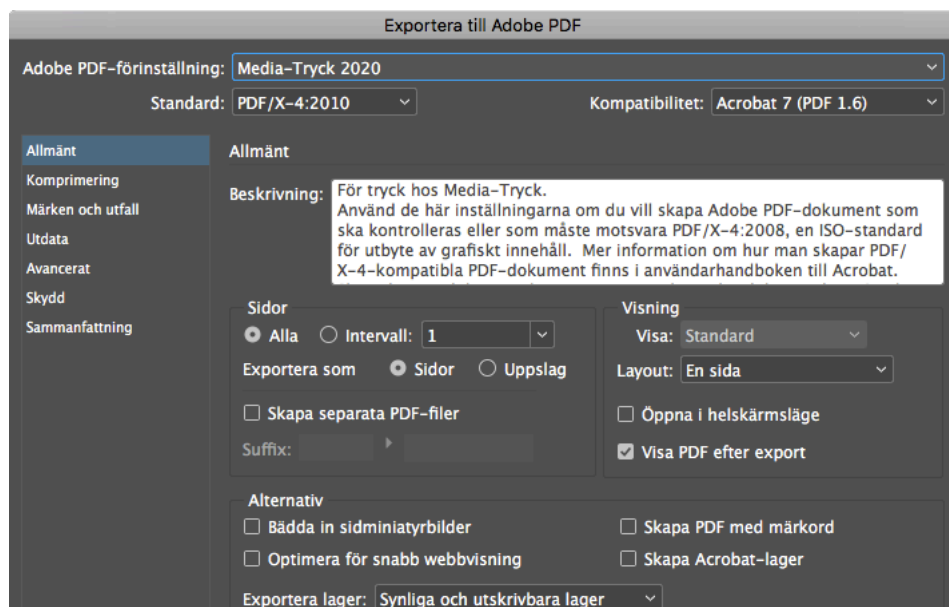 Exportera till Adobe PDF
Adobe PDF-förinställning: Media-Tryck 2020
Standard: PDF/X-4:2010 Kompatibilitet: Acrobat 7 (PDF 1.6)
Allmänt
Komprimering
Märken och utfall
Utdata
Avancerat
Skydd
Sammanfattning
Allmänt
Beskrivning: För tryck hos Media-Tryck.
Använd de här inställningarna om du vill skapa Adobe PDF-dokument som
ska kontrolleras eller som måste motsvara PDF/X-4:2008, en ISO-standard
för utbyte av grafiskt innehåll. Mer information om hur man skapar PDF/
X-4-kompatibla PDF-dokument finns i användarhandboken till Acrobat.
Sidor
Alla Intervall: 1
Exportera som Sidor Uppslag
Skapa separata PDF-filer
Suffix:
Visning
Visa: Standard
Layout: En sida
Öppna i helskärmsläge
Visa PDF efter export
Alternativ
Bädda in sidminiatyrbilder Skapa PDF med märkord
Optimera för snabb webbvisning Skapa Acrobat-lager
Exportera lager: Synliga och utskrivbara lager